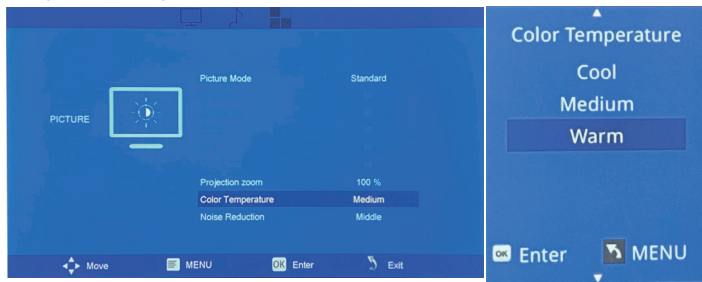 Picture Mode Standard
PICTURE
Projection zoom 100 %
Color Temperature Medium
Noise Reduction Middle
Move MENU OK Enter Exit
Color Temperature
Cool
Medium
Warm
OK Enter MENU